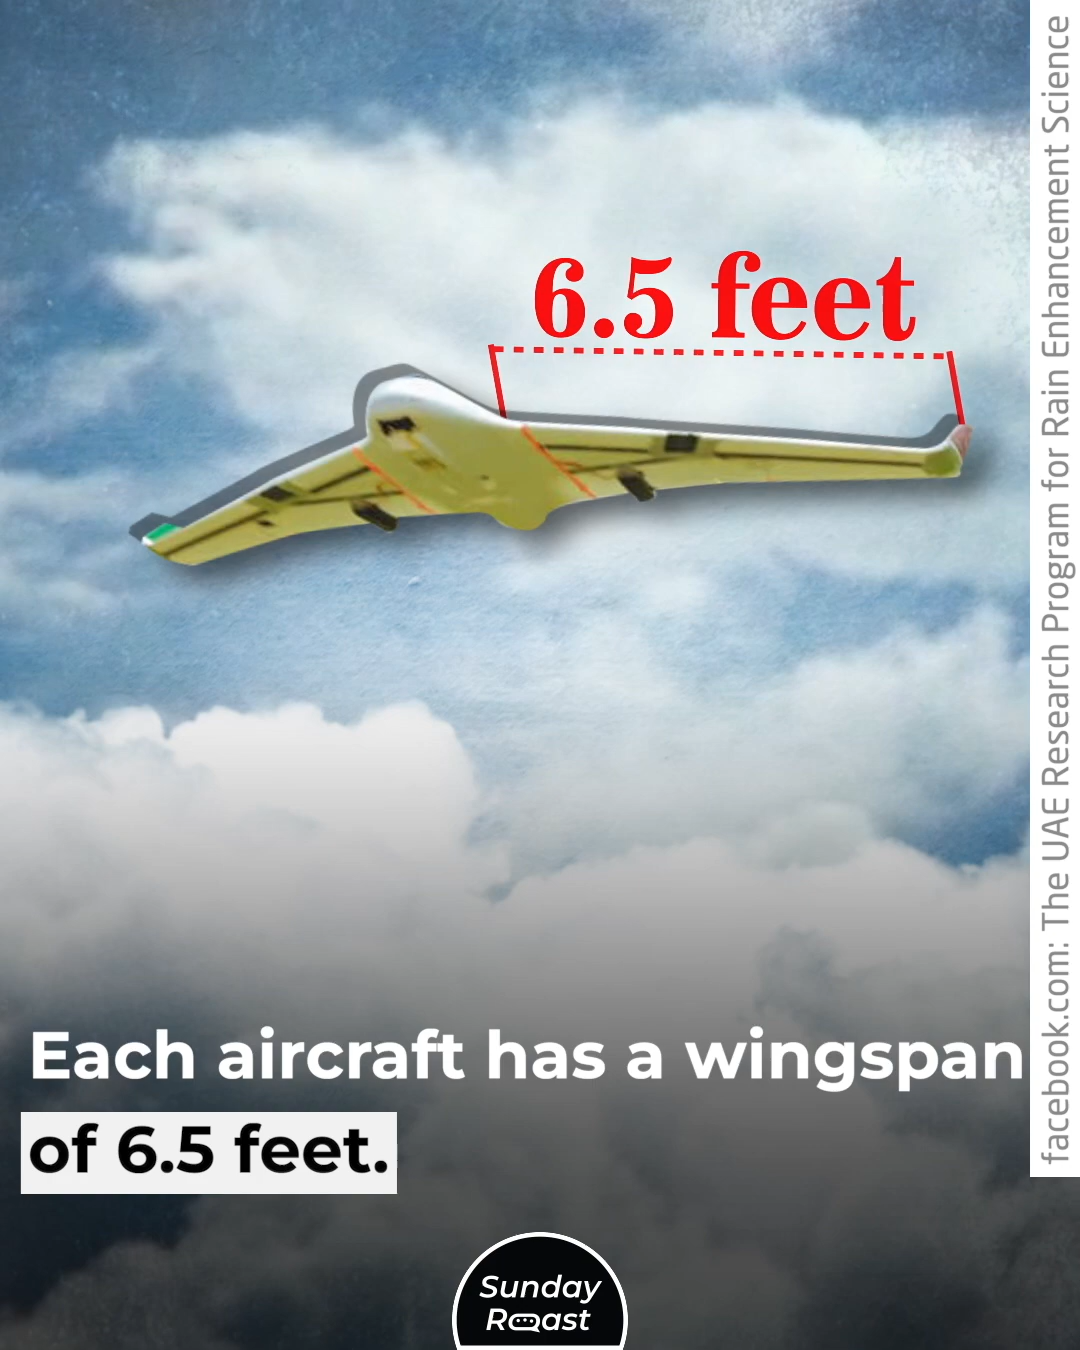 6.5 feet
Each aircraft has a wingspan
of 6.5 feet.
facebook.com: The UAE Research Program for Rain Enhancement Science
Sunday
Roast